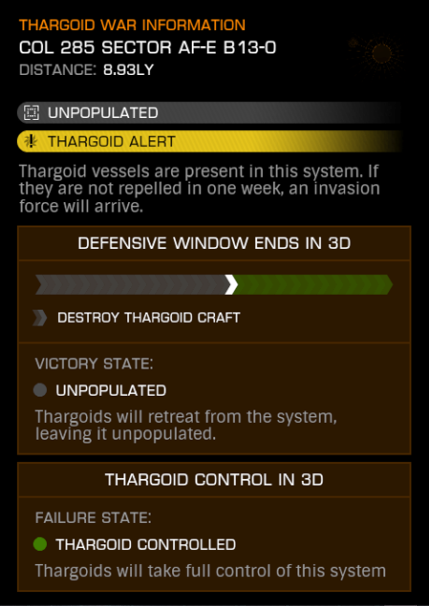 THARGOID WAR INFORMATION
COL 285 SECTOR AF-E B13-0
DISTANCE: 8.93LY
UNPOPULATED
THARGOID ALERT
Thargoid vessels are present in this system. If
they are not repelled in one week, an invasion
force will arrive.
DEFENSIVE WINDOW ENDS IN 3D
DESTROY THARGOID CRAFT
VICTORY STATE:
UNPOPULATED
Thargoids will retreat from the system,
leaving it unpopulated.
THARGOID CONTROL IN 3D
FAILURE STATE:
THARGOID CONTROLLED
Thargoids will take full control of this system